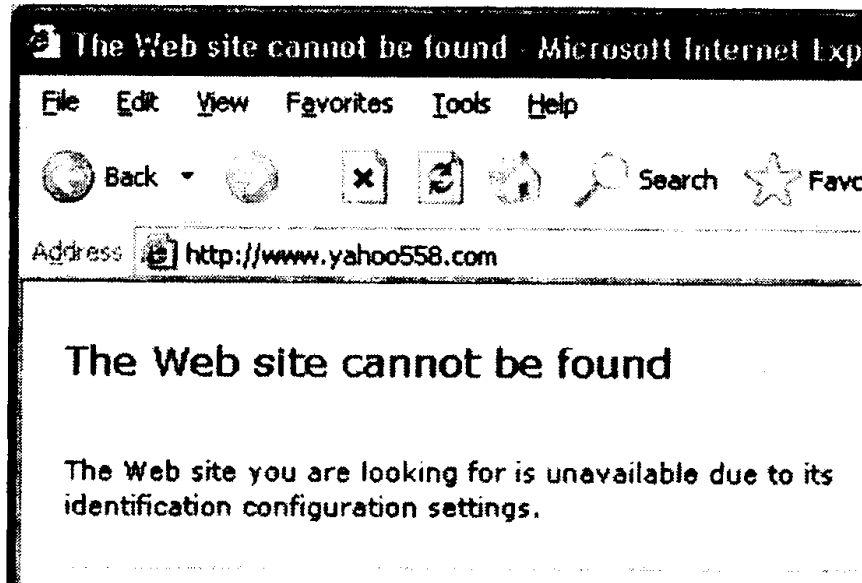 The Web site cannot be found - Microsoft Internet Exp
File Edit View Favorites Tools Help
Back Search Favo
Address http://www.yahoo558.com
The Web site cannot be found
The Web site you are looking for is unavailable due to its
identification configuration settings.